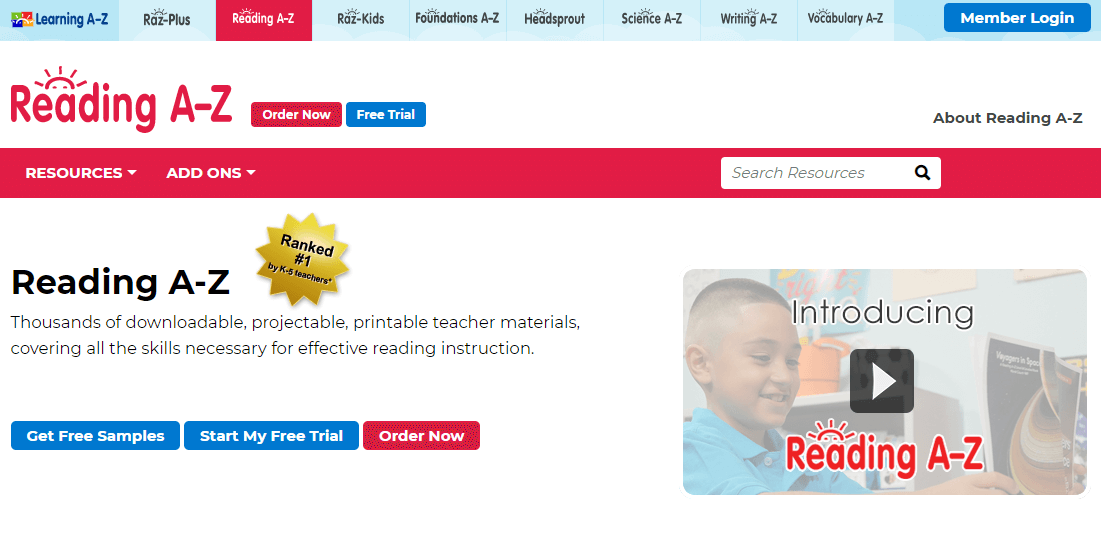 Learning A-Z
Raz-Plus
Reading A-Z
Raz-Kids
Foundations A-Z
Headsprout
Science A-Z
Writing A-Z
Vocabulary A-Z
Member Login
Reading A-Z
Order Now
Free Trial
About Reading A-Z
RESOURCES
ADD ONS
Search Resources
Ranked
#1
by K-5 teachers*
Reading A-Z
Thousands of downloadable, projectable, printable teacher materials,
covering all the skills necessary for effective reading instruction.
Get Free Samples
Start My Free Trial
Order Now
Introducing
Voyagers in Space
Reading A-Z